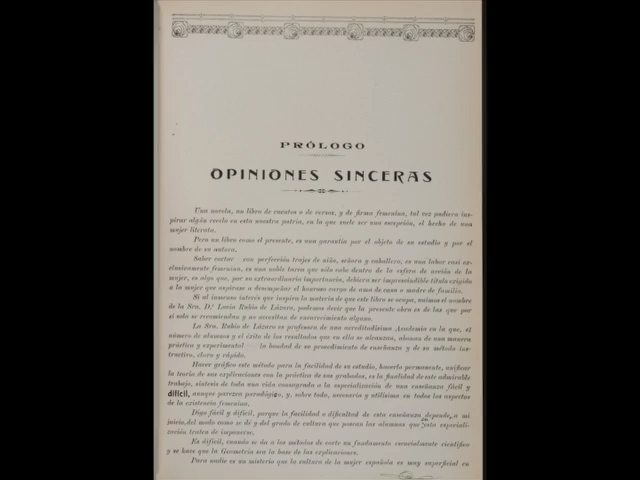 PRÓLOGO
OPINIONES SINCERAS
Una novela, un libro de cuentos o de versos, y de firma femenina, tal vez pudiera ins-
pirar algún recelo en esta nuestra patria, en la que suele ser una excepción, el hecho de una
mujer literata.
Pero un libro como el presente, es una garantía por el objeto de su estudio y por el
nombre de su autora.
Saber cortar con perfección trajes de niño, señora y caballero, es una labor casi ex-
clusivamente femenina, es una noble tarea que sólo cabe dentro de la esfera de acción de la
mujer, es algo que, por su extraordinaria importancia, debiera ser imprescindible título exigido
a la mujer que aspirase a desempeñar el honroso cargo de ama de casa o madre de familia.
Si al inmenso interés que inspira la materia de que este libro se ocupa, unimos el nombre
de la Sra. D.ª Lucía Rubio de Lázaro, podemos decir que la presente obra es de las que por
sí solo se recomiendan y no necesitan de encarecimiento alguno.
La Sra. Rubio de Lázaro es profesora de una acreditadísima Academia en la que, el
número de alumnas y el éxito de los resultados que en ella se alcanzan, abonan de una manera
práctica y experimental la bondad de su procedimiento de enseñanza y de su método ins-
tructivo, claro y rápido.
Hacer gráfico este método para la facilidad de su estudio, hacerlo permanente, unificar
la teoría de sus explicaciones con la práctica de sus grabados, es la finalidad de este admirable
trabajo, síntesis de toda una vida consagrada a la especialización de una enseñanza fácil y
difícil, aunque parezca paradógico, y, sobre todo, necesaria y utilísima en todos los aspectos
de la existencia femenina.
Digo fácil y difícil, porque la facilidad o dificultad de esta enseñanza depende, a mi
juicio, del modo como se dé y del grado de cultura que posean las alumnas que en esta especiali-
zación traten de imponerse.
Es difícil, cuando se da a los métodos de corte un fundamento esencialmente científico
y se hace que la Geometría sea la base de las explicaciones.
Para nadie es un misterio que la cultura de la mujer española es muy superficial en